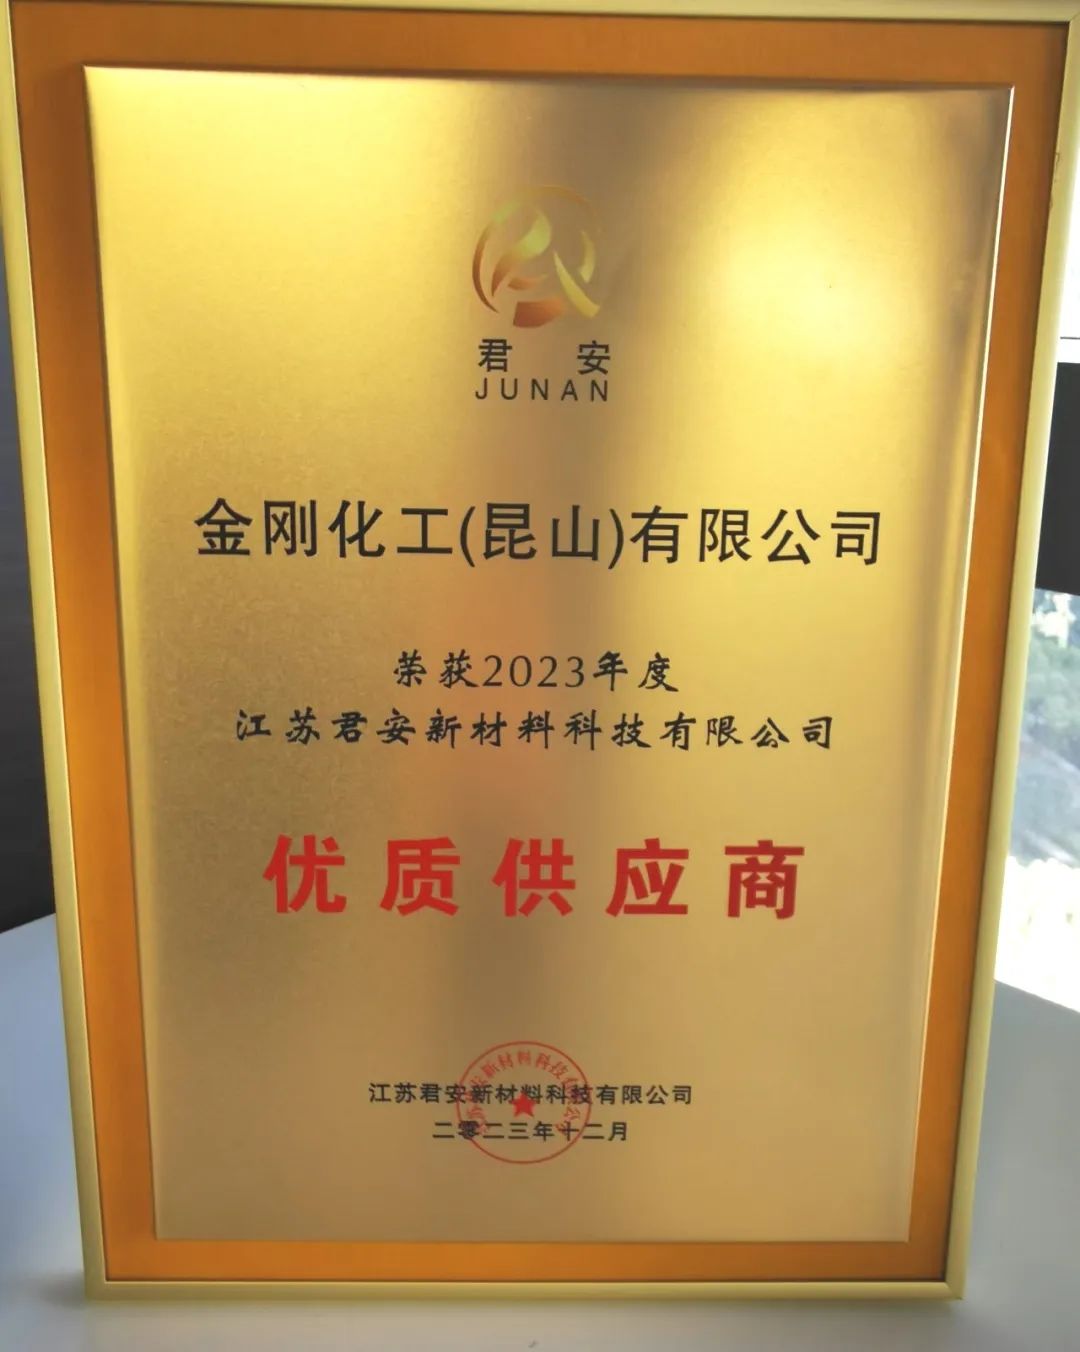 君 安
JUNAN
金刚化工(昆山)有限公司
荣获2023年度
江苏君安新材料科技有限公司
优质供应商
江苏君安新材料科技有限公司
二零二三年十二月